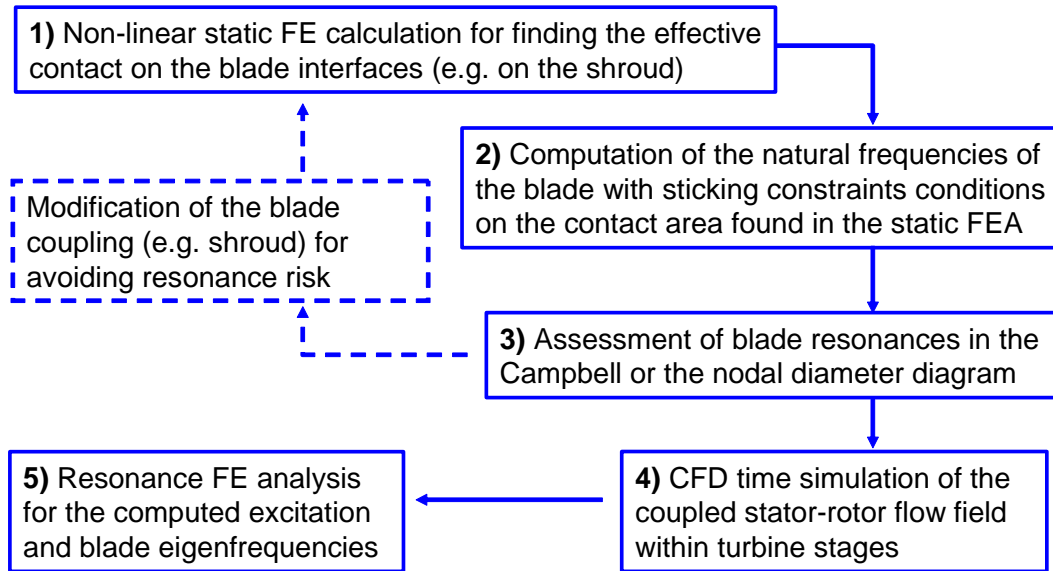 1) Non-linear static FE calculation for finding the effective
contact on the blade interfaces (e.g. on the shroud)
2) Computation of the natural frequencies of
the blade with sticking constraints conditions
on the contact area found in the static FEA
Modification of the blade
coupling (e.g. shroud) for
avoiding resonance risk
3) Assessment of blade resonances in the
Campbell or the nodal diameter diagram
4) CFD time simulation of the
coupled stator-rotor flow field
within turbine stages
5) Resonance FE analysis
for the computed excitation
and blade eigenfrequencies